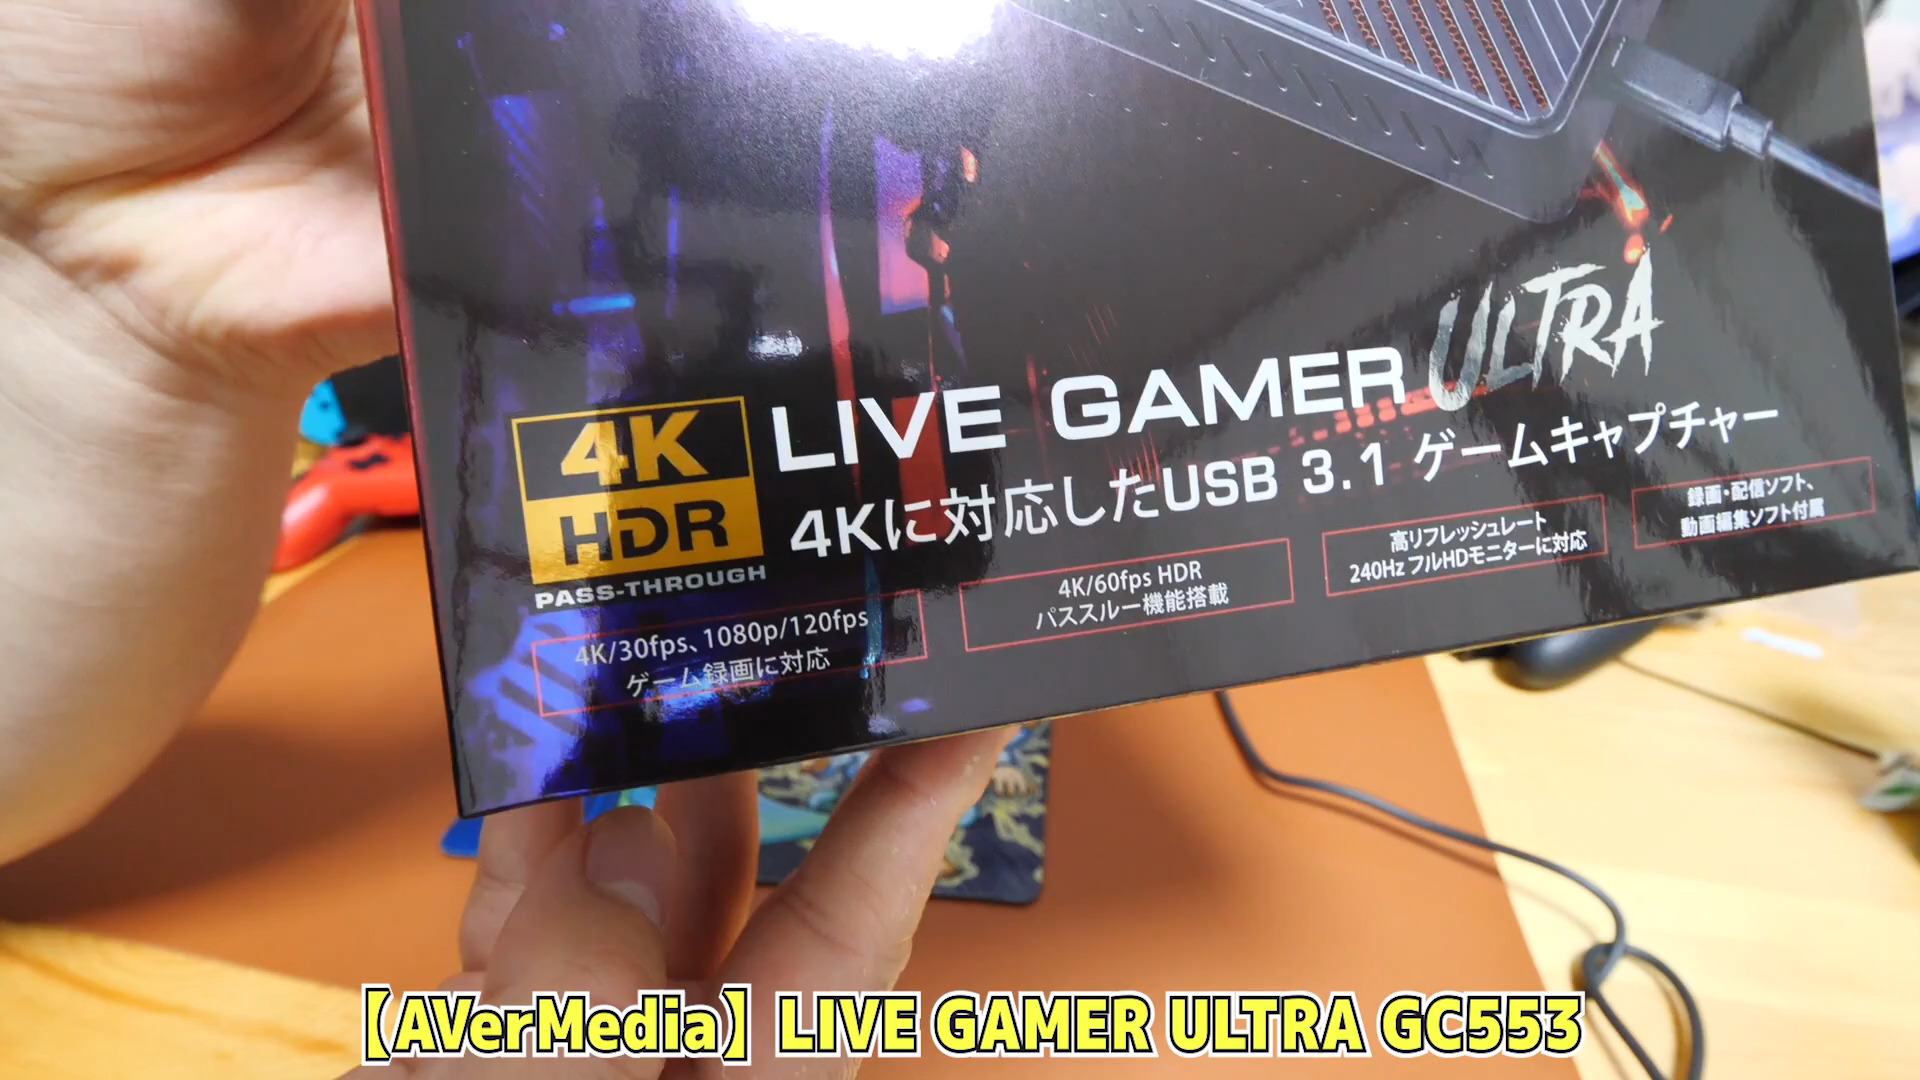 4K
HDR
PASS-THROUGH
LIVE GAMER ULTRA
4Kに対応したUSB 3.1 ゲームキャプチャー
4K/30fps、1080p/120fps
ゲーム録画に対応
4K/60fps HDR
パススルー機能搭載
高リフレッシュレート
240Hz フルHDモニターに対応
録画・配信ソフト、
動画編集ソフト付属
【AVerMedia】LIVE GAMER ULTRA GC553